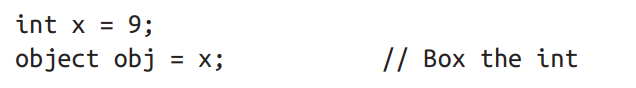 int x = 9;
object obj = x;          // Box the int